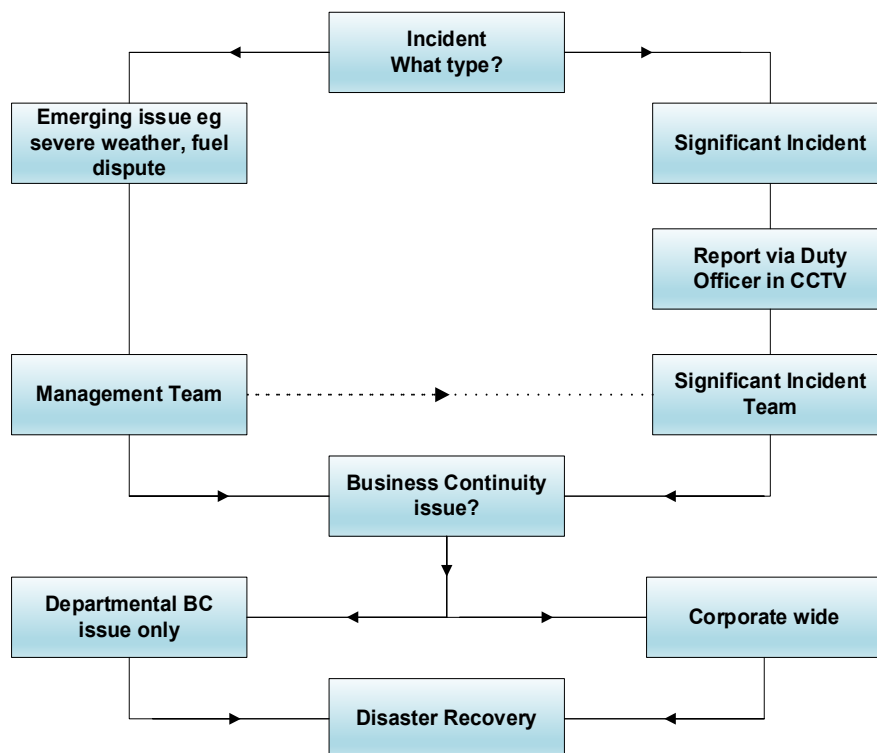 Incident
What type?
Emerging issue eg
severe weather, fuel
dispute
Significant Incident
Report via Duty
Officer in CCTV
Management Team
Significant Incident
Team
Business Continuity
issue?
Departmental BC
issue only
Corporate wide
Disaster Recovery